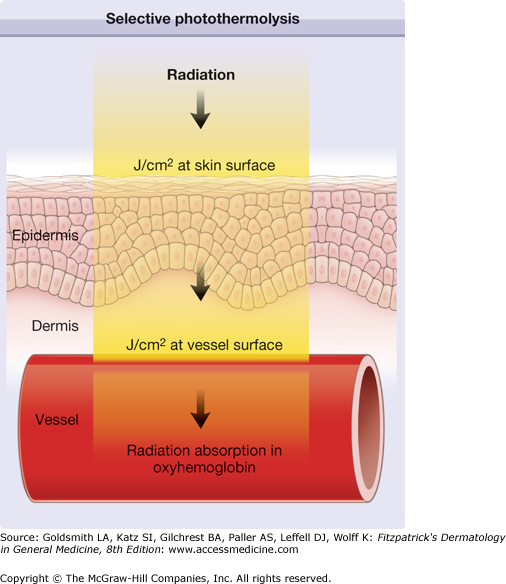 Selective photothermolysis
Radiation
J/cm² at skin surface
Epidermis
Dermis
J/cm² at vessel surface
Vessel
Radiation absorption in
oxyhemoglobin
Source: Goldsmith LA, Katz SI, Gilchrest BA, Paller AS, Leffell DJ, Wolff K: Fitzpatrick's Dermatology
in General Medicine, 8th Edition: www.accessmedicine.com
Copyright © The McGraw-Hill Companies, Inc. All rights reserved.